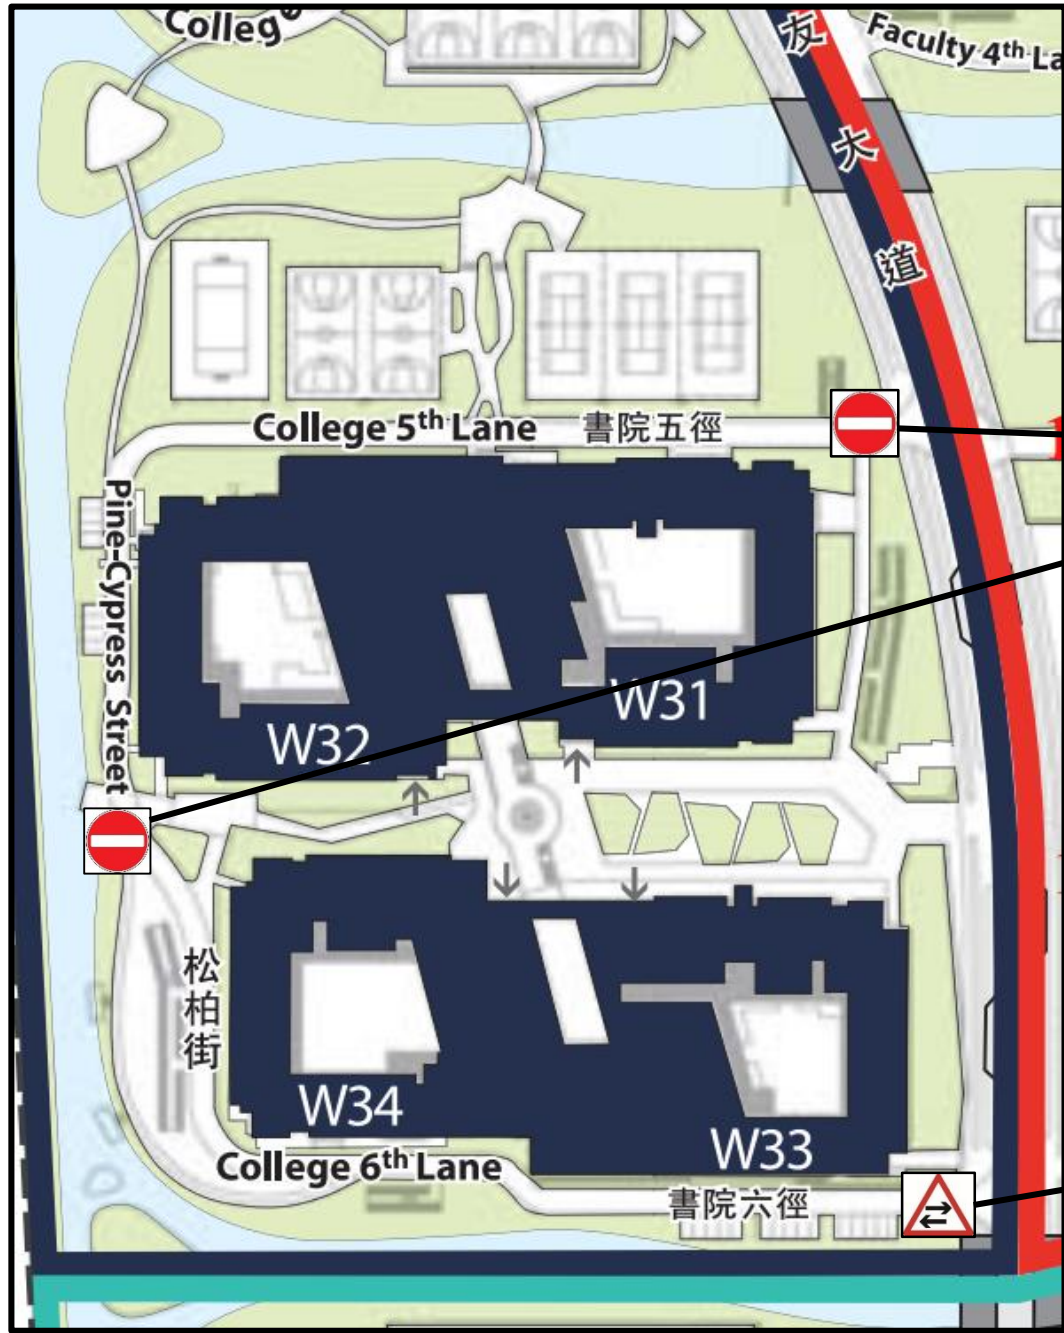 Colleg
友大道
Faculty 4th La
College 5th Lane 書院五徑
Pine-Cypress Street
W31
W32
松柏街
W34
W33
College 6th Lane
書院六徑